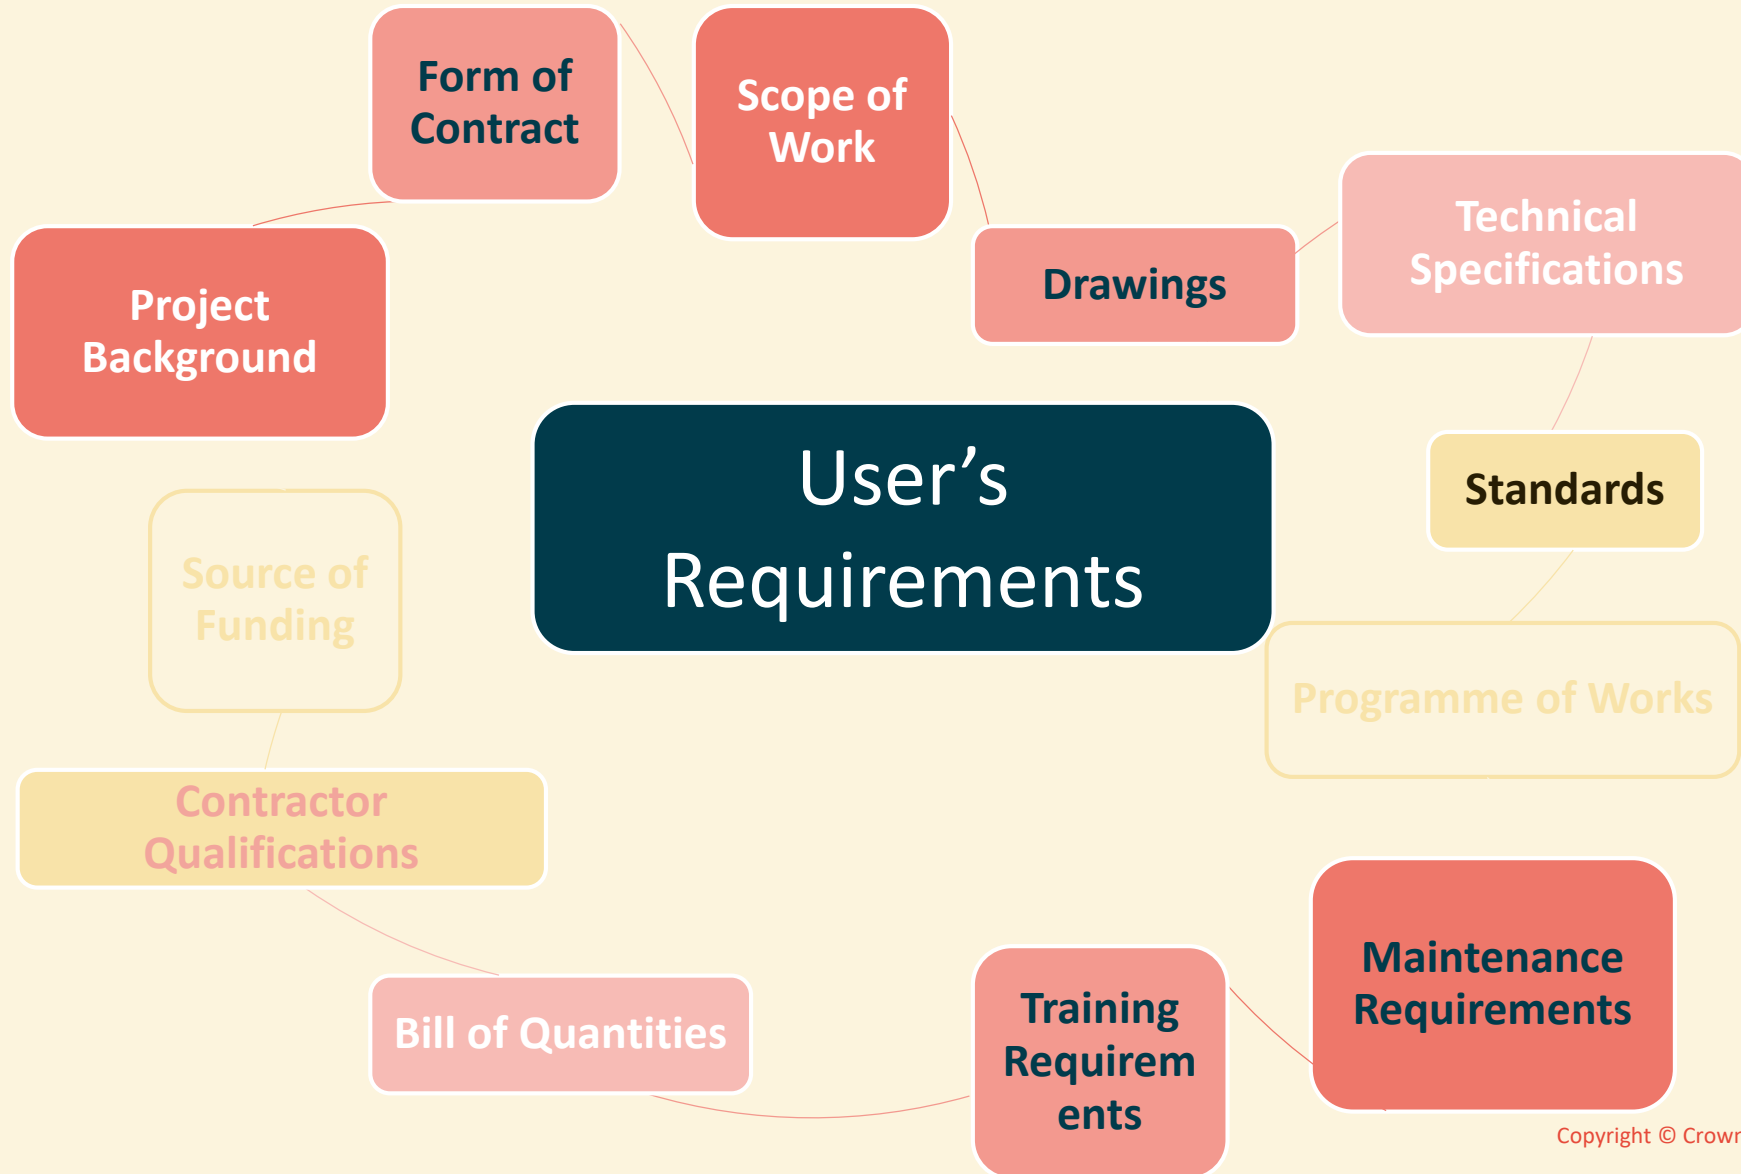 Form of
Contract
Scope of
Work
Technical
Specifications
Drawings
Project
Background
User’s
Requirements
Standards
Source of
Funding
Programme of Works
Contractor
Qualifications
Maintenance
Requirements
Bill of Quantities
Training
Requirem
ents
Copyright © Crown